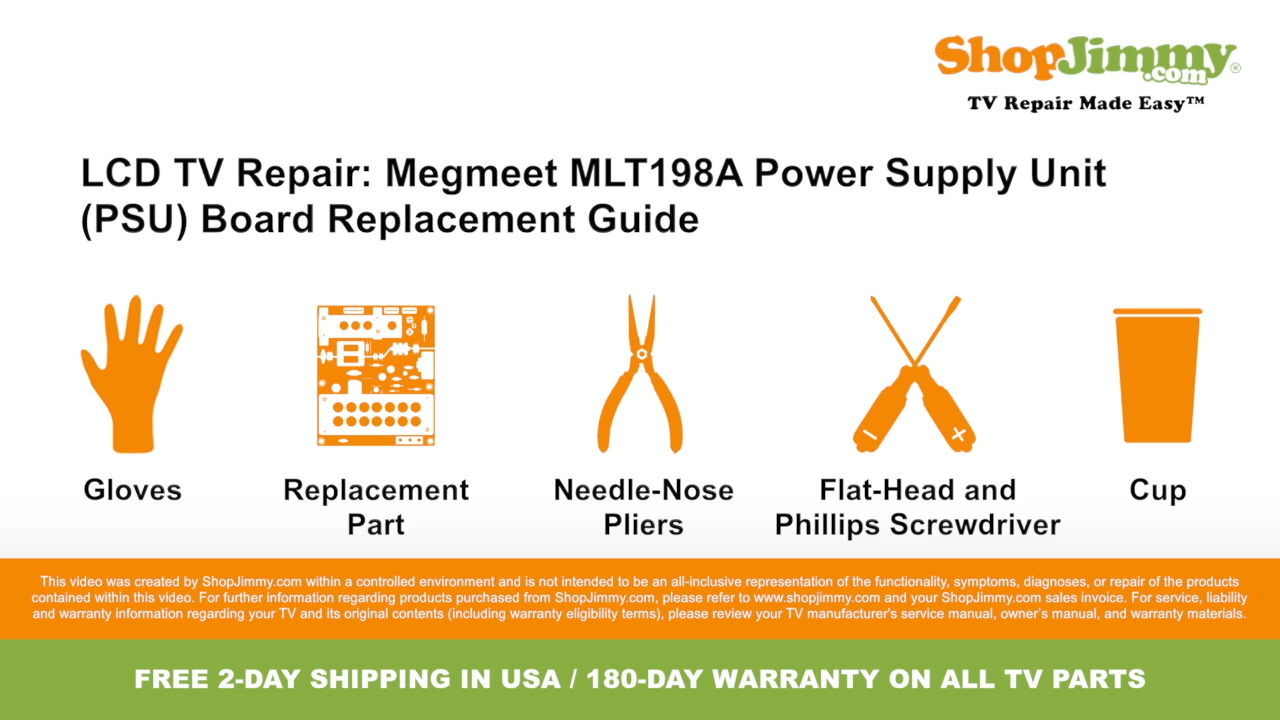 ShopJimmy.com®
TV Repair Made Easy™
LCD TV Repair: Megmeet MLT198A Power Supply Unit
(PSU) Board Replacement Guide
Gloves
Replacement
Part
Needle-Nose
Pliers
Flat-Head and
Phillips Screwdriver
Cup
This video was created by ShopJimmy.com within a controlled environment and is not intended to be an all-inclusive representation of the functionality, symptoms, diagnoses, or repair of the products
contained within this video. For further information regarding products purchased from ShopJimmy.com, please refer to www.shopjimmy.com and your ShopJimmy.com sales invoice. For service, liability
and warranty information regarding your TV and its original contents (including warranty eligibility terms), please review your TV manufacturer's service manual, owner’s manual, and warranty materials.
FREE 2-DAY SHIPPING IN USA / 180-DAY WARRANTY ON ALL TV PARTS